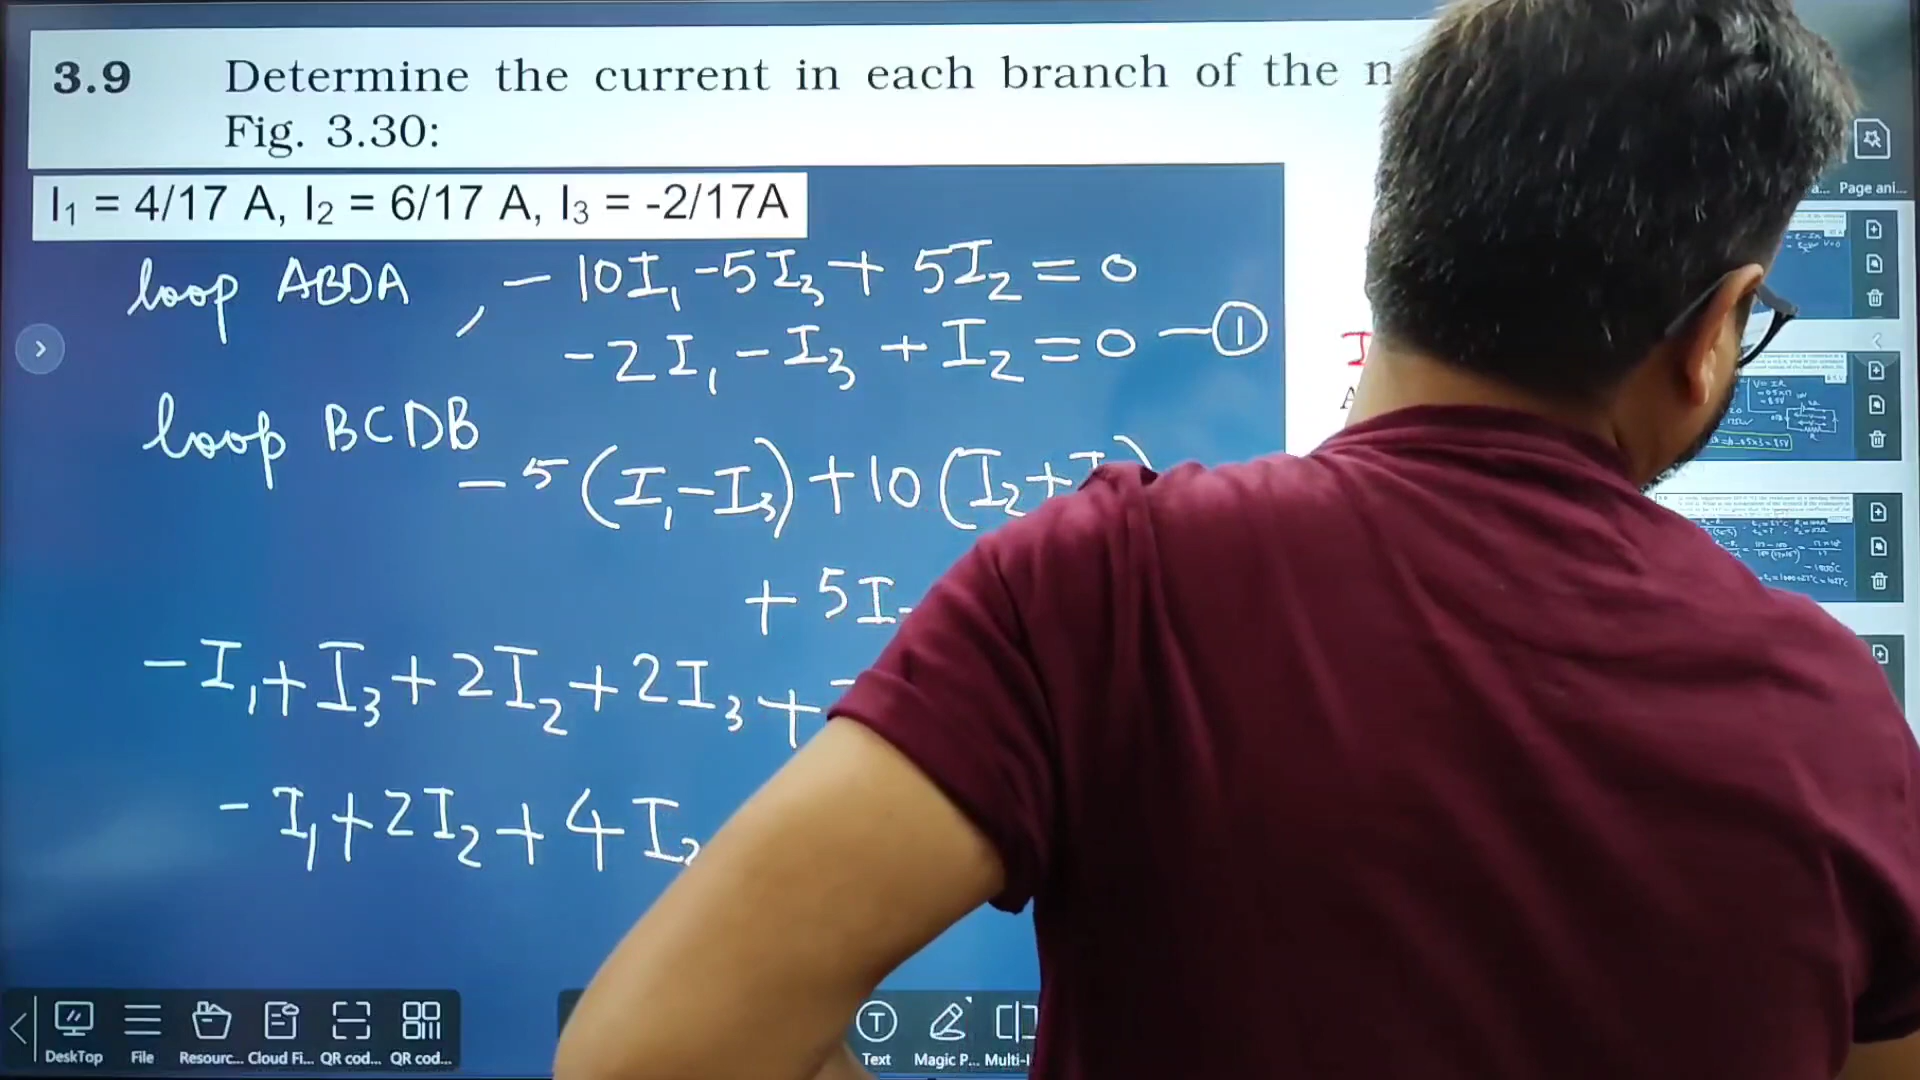 3.9 Determine the current in each branch of the n
Fig. 3.30:
I₁ = 4/17 A, I₂ = 6/17 A, I₃ = -2/17A
loop ABDA, -10I₁ -5I₃ + 5I₂ = 0
-2I₁ - I₃ + I₂ = 0 —①
loop BCDB
-5(I₁-I₃)+10(I₂+I
+ 5I
-I₁+I₃+2I₂+2I₃+
-I₁+2I₂+4I
I
A
Page ani...
DeskTop
File
Resourc...
Cloud Fi...
QR cod...
QR cod...
Text
Magic P...
Multi-